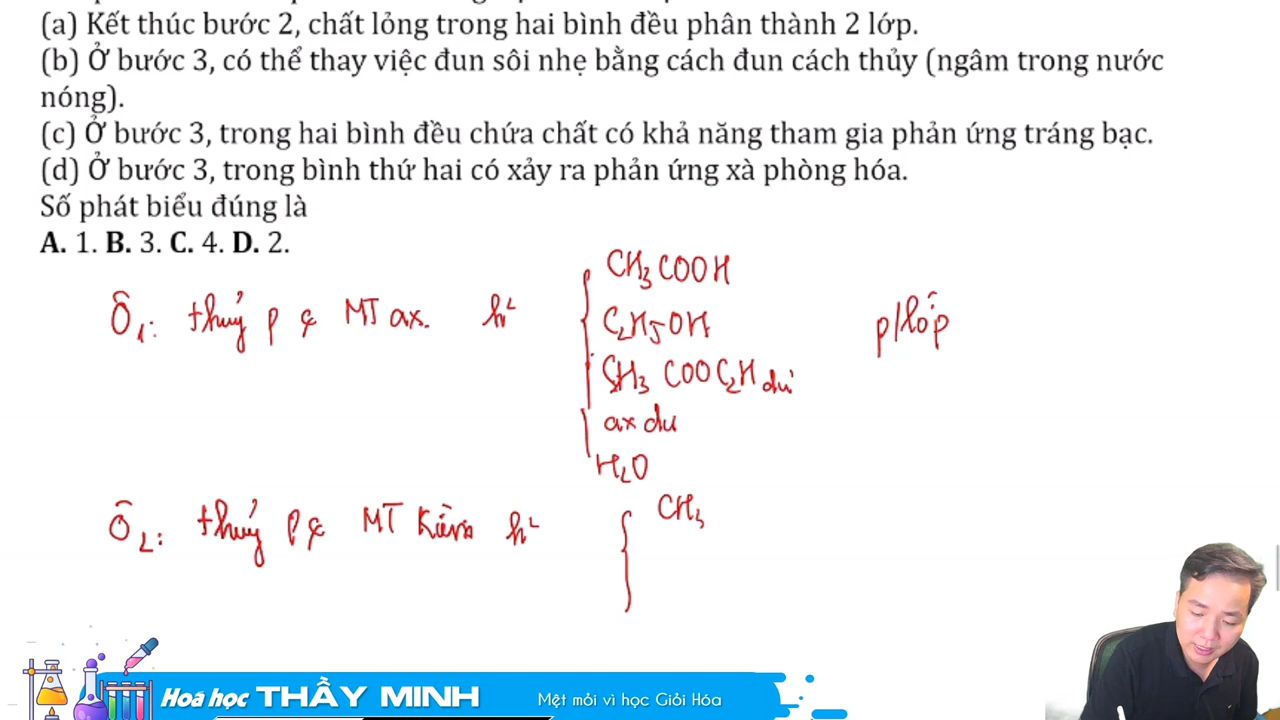 (a) Kết thúc bước 2, chất lỏng trong hai bình đều phân thành 2 lớp.
(b) Ở bước 3, có thể thay việc đun sôi nhẹ bằng cách đun cách thủy (ngâm trong nước
nóng).
(c) Ở bước 3, trong hai bình đều chứa chất có khả năng tham gia phản ứng tráng bạc.
(d) Ở bước 3, trong bình thứ hai có xảy ra phản ứng xà phòng hóa.
Số phát biểu đúng là
A. 1. B. 3. C. 4. D. 2.
Ô1: thuỷ p MT ax. h²
CH3COOH
C2H5OH
CH3 COOC2H dư
ax dư
H2O
p/lớp
Ô2: thuỷ p MT Kiềm h²
CH3
Hoá học THẦY MINH
Mệt mỏi vì học Giỏi Hóa